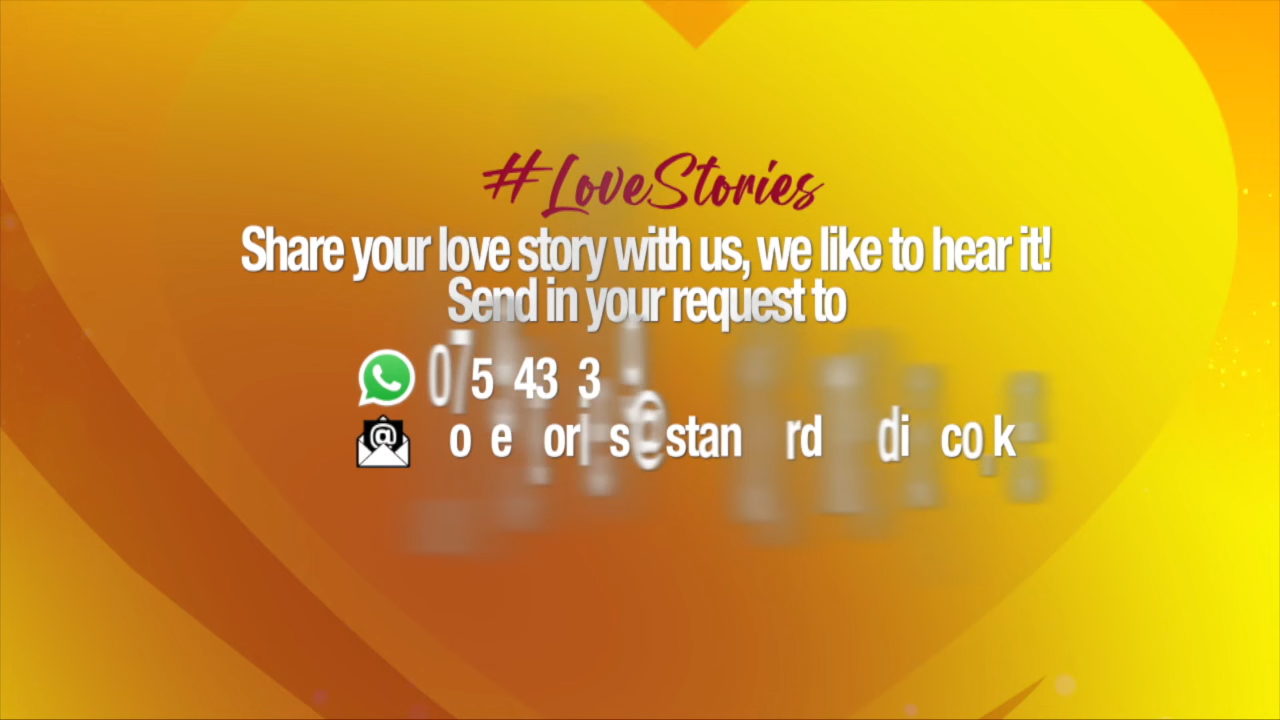 #LoveStories
Share your love story with us, we like to hear it!
Send in your request to